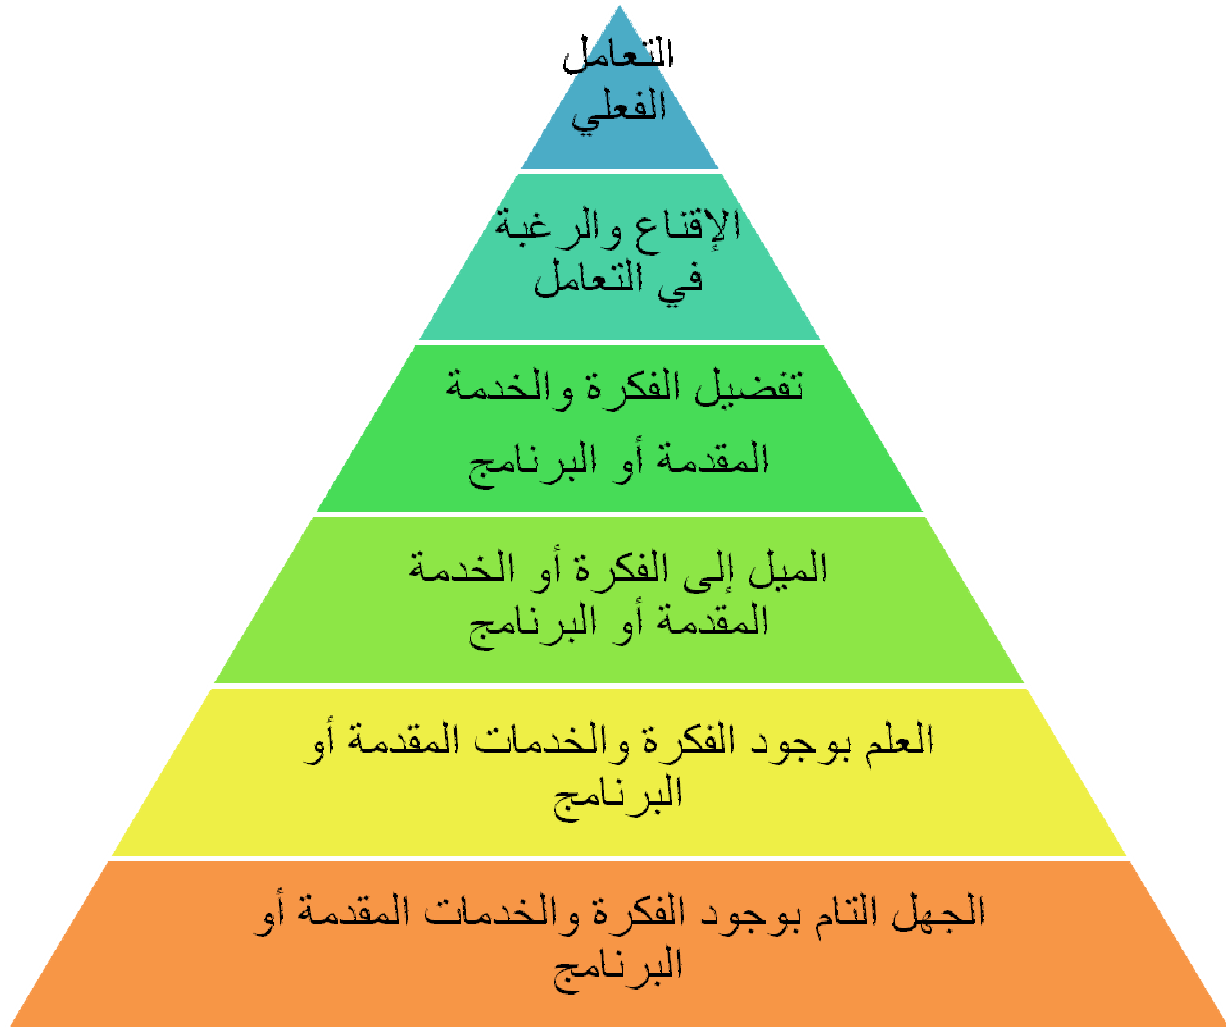 التعامل
الفعلي
الإقناع والرغبة
في التعامل
تفضيل الفكرة والخدمة
المقدمة أو البرنامج
الميل إلى الفكرة أو الخدمة
المقدمة أو البرنامج
العلم بوجود الفكرة والخدمات المقدمة أو
البرنامج
الجهل التام بوجود الفكرة والخدمات المقدمة أو
البرنامج